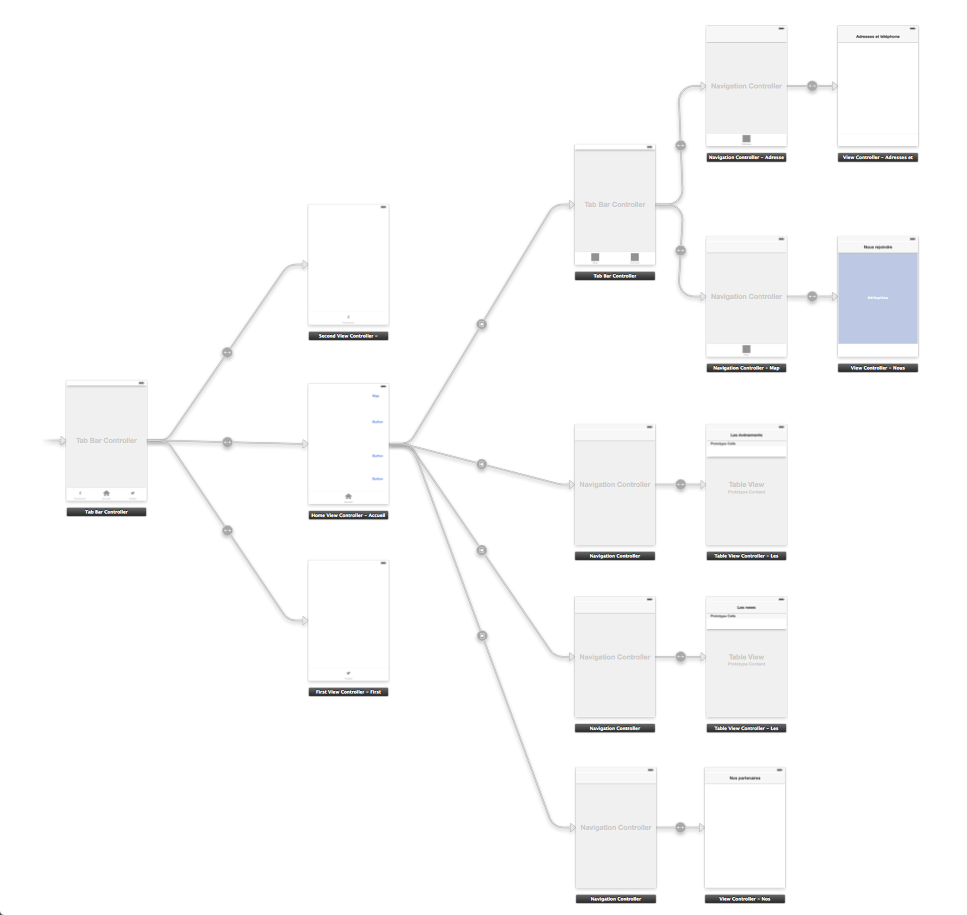 Tab Bar Controller
Tab Bar Controller
Second View Controller –
Map
Button
Button
Button
Home View Controller – Accueil
First View Controller – First
Tab Bar Controller
Tab Bar Controller
Navigation Controller
Navigation Controller – Adresse
Adresses et téléphone
View Controller – Adresses et
Navigation Controller
Navigation Controller – Map
Nous rejoindre
View Controller – Nous
Navigation Controller
Navigation Controller
Les événements
Prototype Cells
Table View
Prototype Content
Table View Controller – Les
Navigation Controller
Navigation Controller
Les news
Prototype Cells
Table View
Prototype Content
Table View Controller – Les
Navigation Controller
Navigation Controller
Nos partenaires
View Controller – Nos